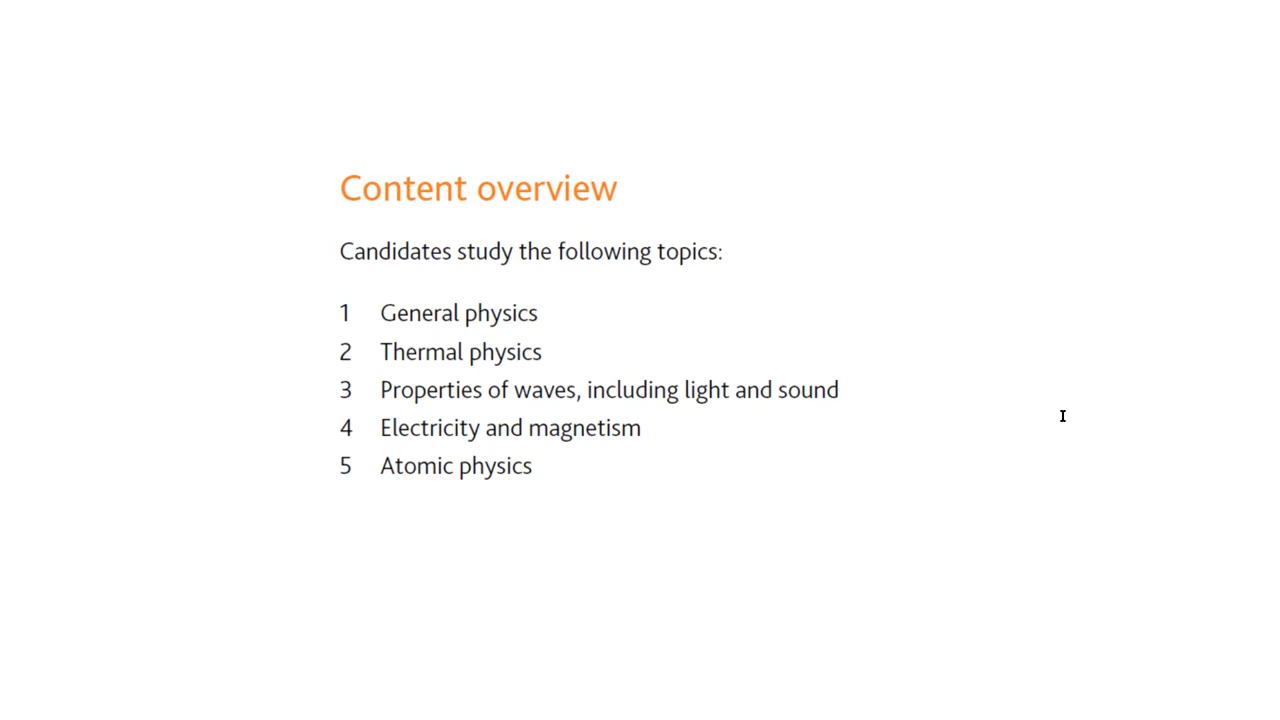 Content overview
Candidates study the following topics:
1 General physics
2 Thermal physics
3 Properties of waves, including light and sound
4 Electricity and magnetism
5 Atomic physics